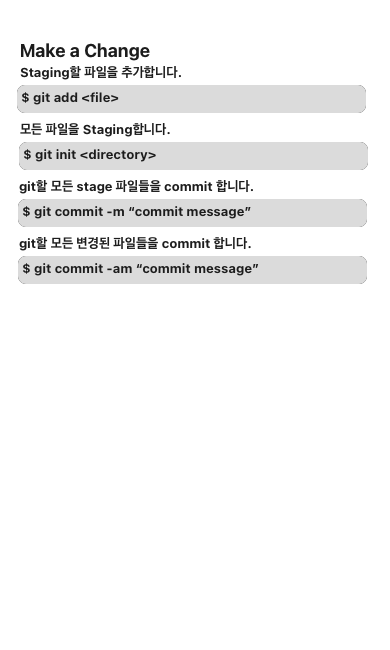 Make a Change
Staging할 파일을 추가합니다.
$ git add <file>
모든 파일을 Staging합니다.
$ git init <directory>
git할 모든 stage 파일들을 commit 합니다.
$ git commit -m “commit message”
git할 모든 변경된 파일들을 commit 합니다.
$ git commit -am “commit message”